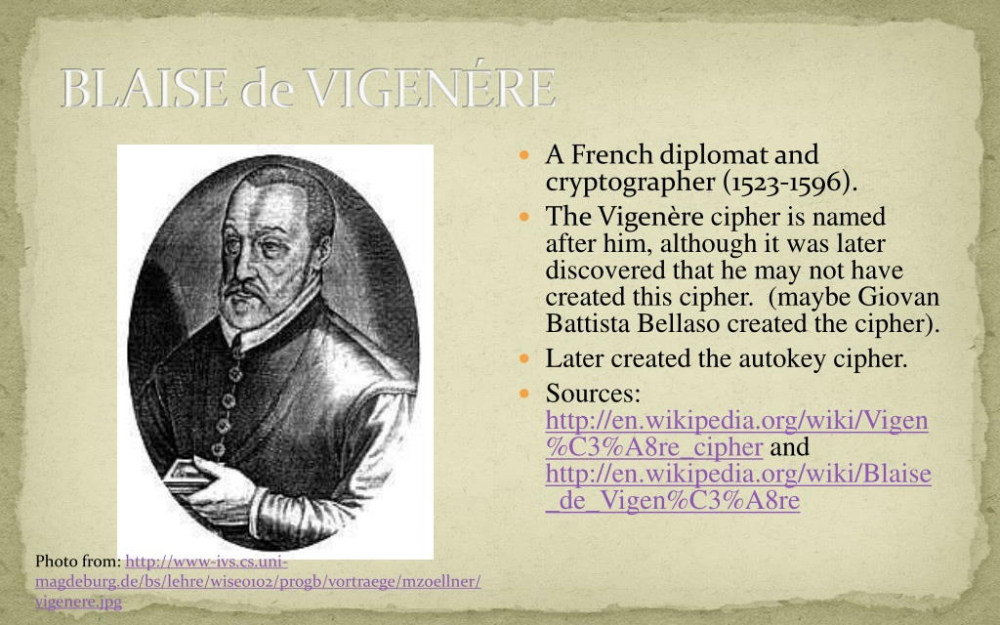 BLAISE de VIGENÉRE
A French diplomat and
cryptographer (1523-1596).
The Vigenère cipher is named
after him, although it was later
discovered that he may not have
created this cipher.  (maybe Giovan
Battista Bellaso created the cipher).
Later created the autokey cipher.
Sources:
http://en.wikipedia.org/wiki/Vigen
%C3%A8re_cipher and
http://en.wikipedia.org/wiki/Blaise
_de_Vigen%C3%A8re
Photo from: http://www-ivs.cs.uni-
magdeburg.de/bs/lehre/wise0102/progb/vortraege/mzoellner/
vigenere.jpg